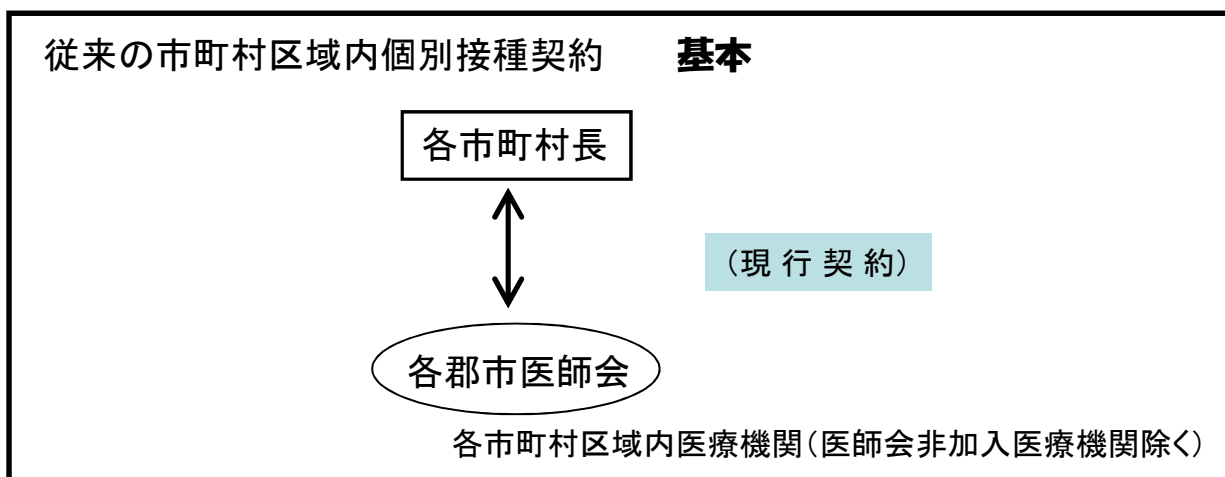 従来の市町村区域内個別接種契約 基本
各市町村長
（現 行 契 約）
各郡市医師会
各市町村区域内医療機関（医師会非加入医療機関除く）